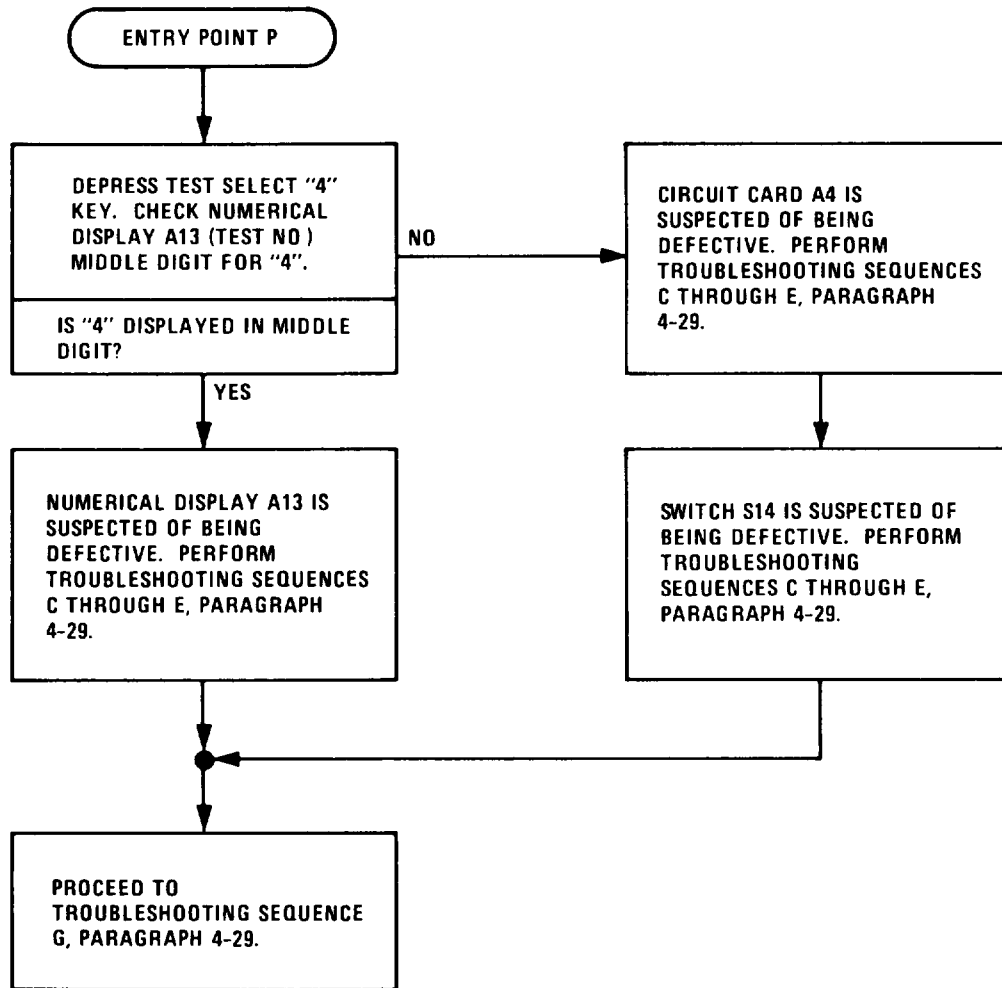 ENTRY POINT P
DEPRESS TEST SELECT "4"
KEY. CHECK NUMERICAL
DISPLAY A13 (TEST NO )
MIDDLE DIGIT FOR "4".
IS "4" DISPLAYED IN MIDDLE
DIGIT?
NO
CIRCUIT CARD A4 IS
SUSPECTED OF BEING
DEFECTIVE. PERFORM
TROUBLESHOOTING SEQUENCES
C THROUGH E, PARAGRAPH
4-29.
YES
NUMERICAL DISPLAY A13 IS
SUSPECTED OF BEING
DEFECTIVE. PERFORM
TROUBLESHOOTING SEQUENCES
C THROUGH E, PARAGRAPH
4-29.
SWITCH S14 IS SUSPECTED OF
BEING DEFECTIVE. PERFORM
TROUBLESHOOTING
SEQUENCES C THROUGH E,
PARAGRAPH 4-29.
PROCEED TO
TROUBLESHOOTING SEQUENCE
G, PARAGRAPH 4-29.